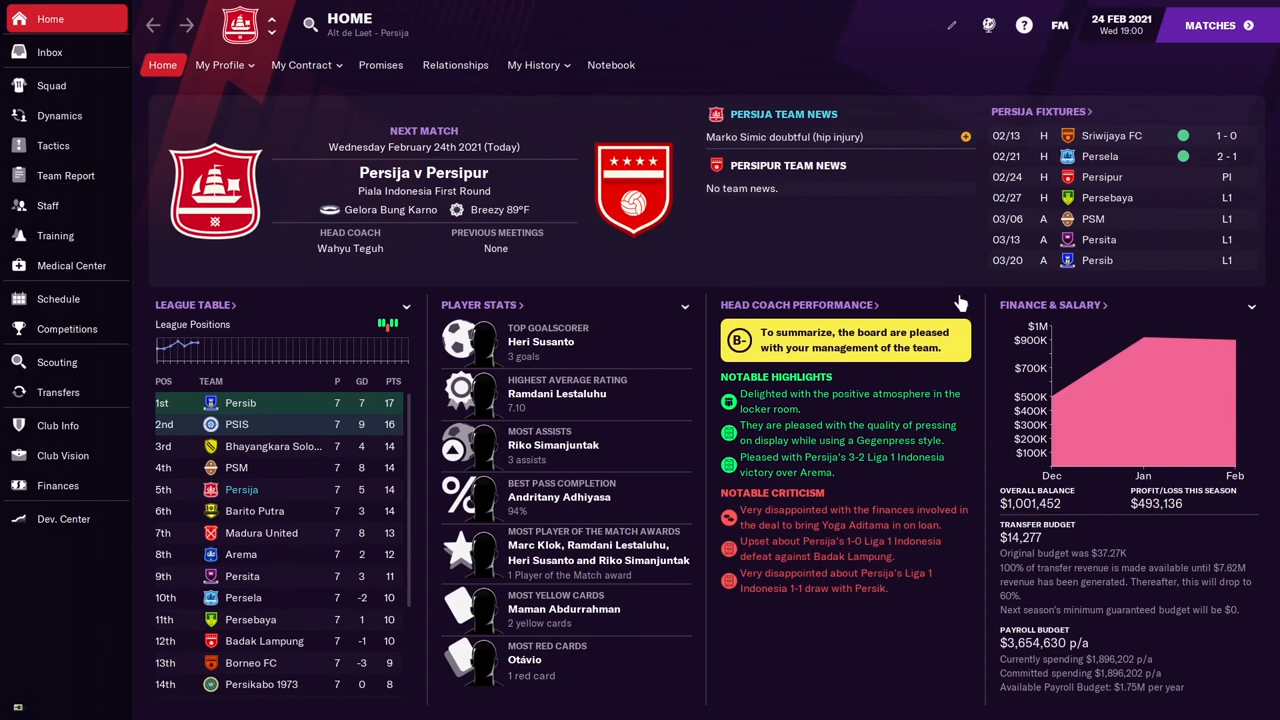 Home
Inbox
Squad
Dynamics
Tactics
Team Report
Staff
Training
Medical Center
Schedule
Competitions
Scouting
Transfers
Club Info
Club Vision
Finances
Dev. Center
HOME
Alt de Laet - Persija
FM
24 FEB 2021
Wed 19:00
MATCHES
Home
My Profile
My Contract
Promises
Relationships
My History
Notebook
NEXT MATCH
Wednesday February 24th 2021 (Today)
Persija v Persipur
Piala Indonesia First Round
Gelora Bung Karno
Breezy 89°F
HEAD COACH
Wahyu Teguh
PREVIOUS MEETINGS
None
PERSIJA TEAM NEWS
Marko Simic doubtful (hip injury)
PERSIPUR TEAM NEWS
No team news.
PERSIJA FIXTURES>
02/13 H Sriwijaya FC 1 - 0
02/21 H Persela 2 - 1
02/24 H Persipur PI
02/27 H Persebaya L1
03/06 A PSM L1
03/13 A Persita L1
03/20 A Persib L1
LEAGUE TABLE>
League Positions
POS TEAM P GD PTS
1st Persib 7 7 17
2nd PSIS 7 9 16
3rd Bhayangkara Solo... 7 4 14
4th PSM 7 8 14
5th Persija 7 5 14
6th Barito Putra 7 3 14
7th Madura United 7 8 13
8th Arema 7 2 12
9th Persita 7 3 11
10th Persela 7 -2 10
11th Persebaya 7 1 10
12th Badak Lampung 7 -1 10
13th Borneo FC 7 -3 9
14th Persikabo 1973 7 0 8
PLAYER STATS>
TOP GOALSCORER
Heri Susanto
3 goals
HIGHEST AVERAGE RATING
Ramdani Lestaluhu
7.10
MOST ASSISTS
Riko Simanjuntak
3 assists
BEST PASS COMPLETION
Andritany Adhiyasa
94%
MOST PLAYER OF THE MATCH AWARDS
Marc Klok, Ramdani Lestaluhu,
Heri Susanto and Riko Simanjuntak
1 Player of the Match award
MOST YELLOW CARDS
Maman Abdurrahman
2 yellow cards
MOST RED CARDS
Otávio
1 red card
HEAD COACH PERFORMANCE>
B-
To summarize, the board are pleased
with your management of the team.
NOTABLE HIGHLIGHTS
Delighted with the positive atmosphere in the
locker room.
They are pleased with the quality of pressing
on display while using a Gegenpress style.
Pleased with Persija's 3-2 Liga 1 Indonesia
victory over Arema.
NOTABLE CRITICISM
Very disappointed with the finances involved in
the deal to bring Yoga Aditama in on loan.
Upset about Persija's 1-0 Liga 1 Indonesia
defeat against Badak Lampung.
Very disappointed about Persija's Liga 1
Indonesia 1-1 draw with Persik.
FINANCE & SALARY>
$1M
$900K
$700K
$500K
$400K
$300K
$200K
$100K
Dec Jan Feb
OVERALL BALANCE
$1,001,452
PROFIT/LOSS THIS SEASON
$493,136
TRANSFER BUDGET
$14,277
Original budget was $37.27K
100% of transfer revenue is made available until $7.62M
revenue has been generated. Thereafter, this will drop to
60%.
Next season's minimum guaranteed budget will be $0.
PAYROLL BUDGET
$3,654,630 p/a
Currently spending $1,896,202 p/a
Committed spending $1,896,202 p/a
Available Payroll Budget: $1.75M per year